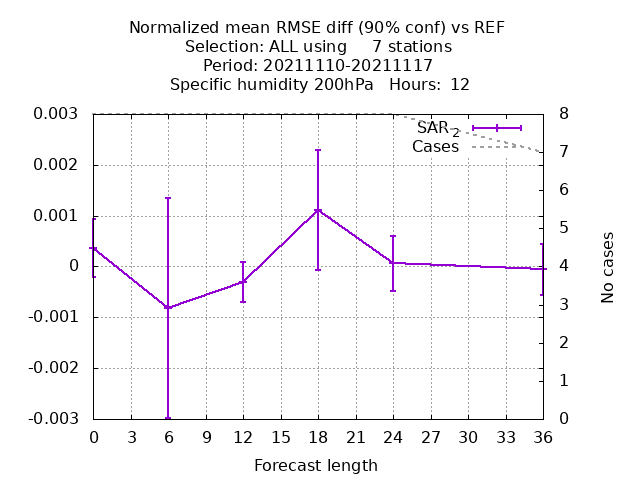 Normalized mean RMSE diff (90% conf) vs REF
Selection: ALL using 7 stations
Period: 20211110-20211117
Specific humidity 200hPa Hours: 12
0.003
0.002
0.001
0
-0.001
-0.002
-0.003
8
7
6
5
4
3
2
1
0
SAR 2
Cases
No cases
0 3 6 9 12 15 18 21 24 27 30 33 36
Forecast length